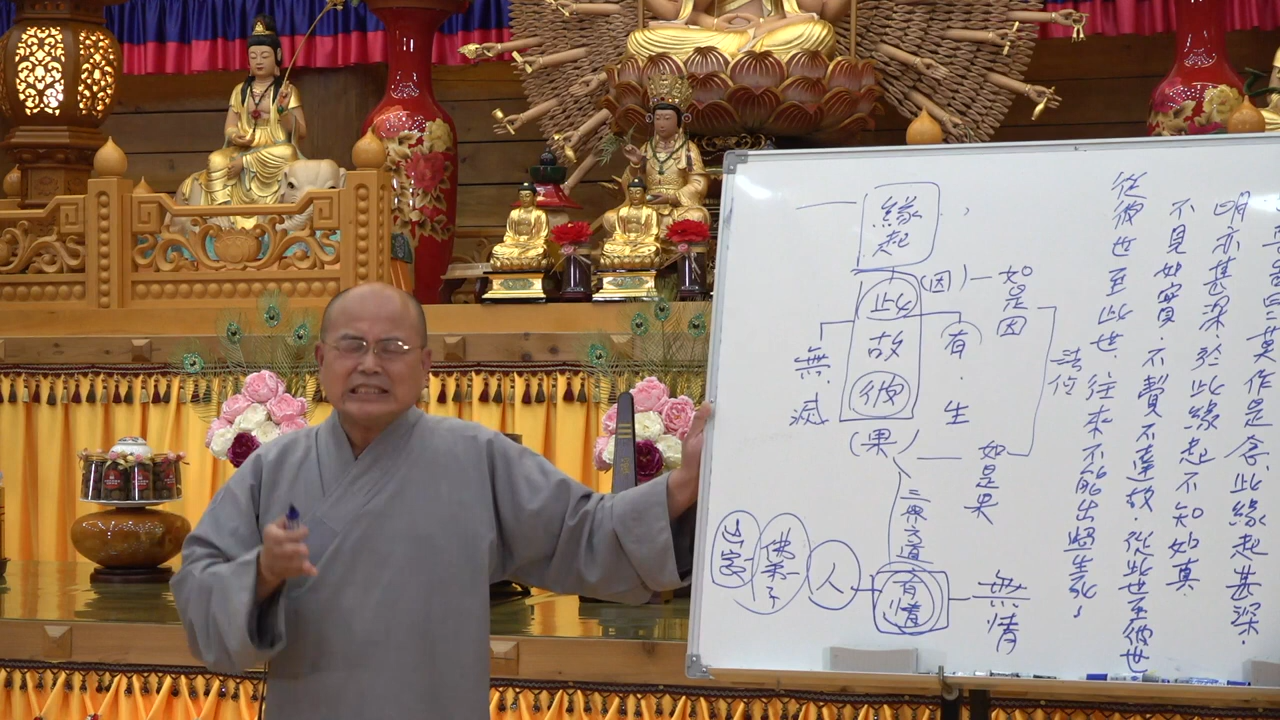 莫作是念.此緣起甚深.
明亦甚深.於此緣起不知如真
不見如實.不覺不達故.從此世至彼世
從彼世至此世.往來不能出過生死!
緣起
此故彼
(因)
如是因
法位
有.生
無.滅
(果)
如是果
三界六道
有情
無情
人
佛弟子
出家